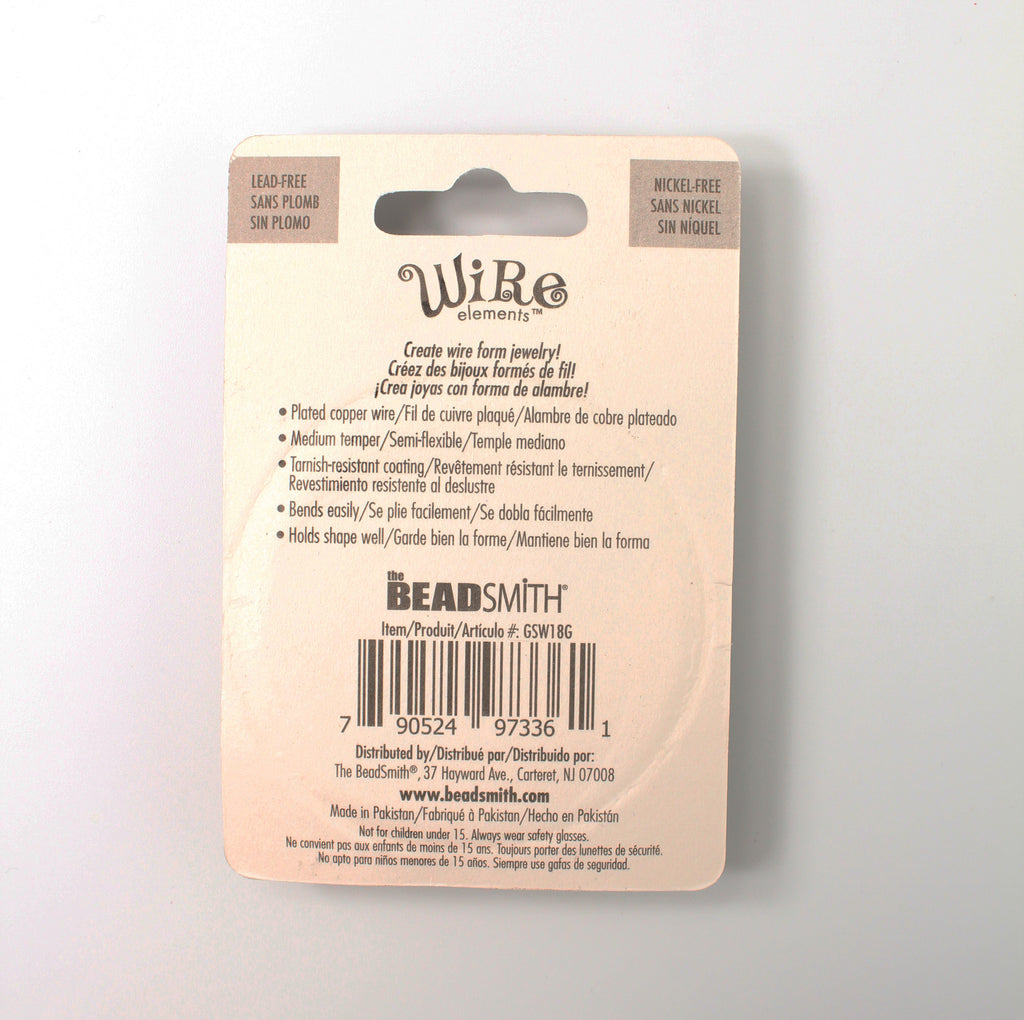 LEAD-FREE
SANS PLOMB
SIN PLOMO
NICKEL-FREE
SANS NICKEL
SIN NÍQUEL
WiRe
elements™
Create wire form jewelry!
Créez des bijoux formés de fil!
¡Crea joyas con forma de alambre!
• Plated copper wire/Fil de cuivre plaqué/Alambre de cobre plateado
• Medium temper/Semi-flexible/Temple mediano
• Tarnish-resistant coating/Revêtement résistant le ternissement/
Revestimiento resistente al deslustre
• Bends easily/Se plie facilement/Se dobla fácilmente
• Holds shape well/Garde bien la forme/Mantiene bien la forma
the
BEADSMiTH®
Item/Produit/Artículo #: GSW18G
7 90524 97336 1
Distributed by/Distribué par/Distribuido por:
The BeadSmith®, 37 Hayward Ave., Carteret, NJ 07008
www.beadsmith.com
Made in Pakistan/Fabriqué à Pakistan/Hecho en Pakistán
Not for children under 15. Always wear safety glasses.
Ne convient pas aux enfants de moins de 15 ans. Toujours porter des lunettes de sécurité.
No apto para niños menores de 15 años. Siempre use gafas de seguridad.